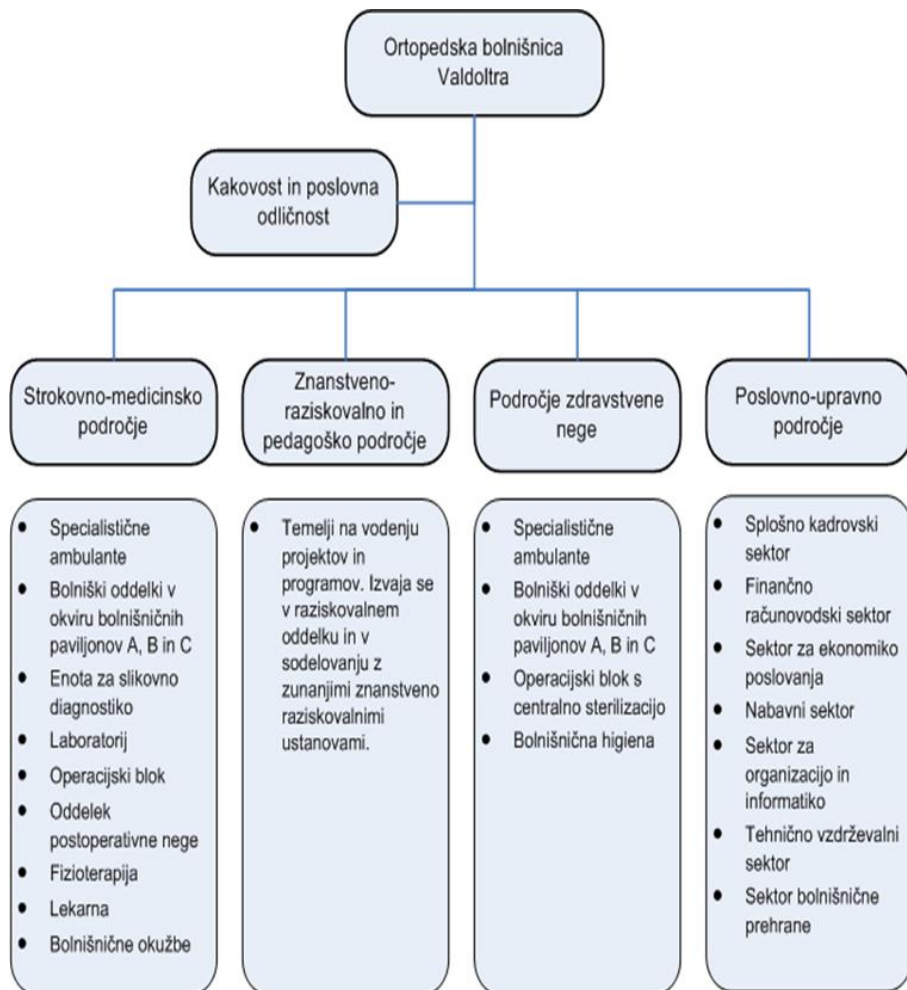 Ortopedska bolnišnica
Valdoltra
Kakovost in poslovna
odličnost
Strokovno-medicinsko
področje
Znanstveno-
raziskovalno in
pedagoško področje
Področje zdravstvene
nege
Poslovno-upravno
področje
• Specialistične
ambulante
• Bolniški oddelki v
okviru bolnišničnih
paviljonov A, B in C
• Enota za slikovno
diagnostiko
• Laboratorij
• Operacijski blok
• Oddelek
postoperativne nege
• Fizioterapija
• Lekarna
• Bolnišnične okužbe
• Temelji na vodenju
projektov in
programov. Izvaja se
v raziskovalnem
oddelku in v
sodelovanju z
zunanjimi znanstveno
raziskovalnimi
ustanovami.
• Specialistične
ambulante
• Bolniški oddelki v
okviru bolnišničnih
paviljonov A, B in C
• Operacijski blok s
centralno sterilizacijo
• Bolnišnična higiena
• Splošno kadrovski
sektor
• Finančno
računovodski sektor
• Sektor za ekonomiko
poslovanja
• Nabavni sektor
• Sektor za
organizacijo in
informatiko
• Tehnično vzdrževalni
sektor
• Sektor bolnišnične
prehrane